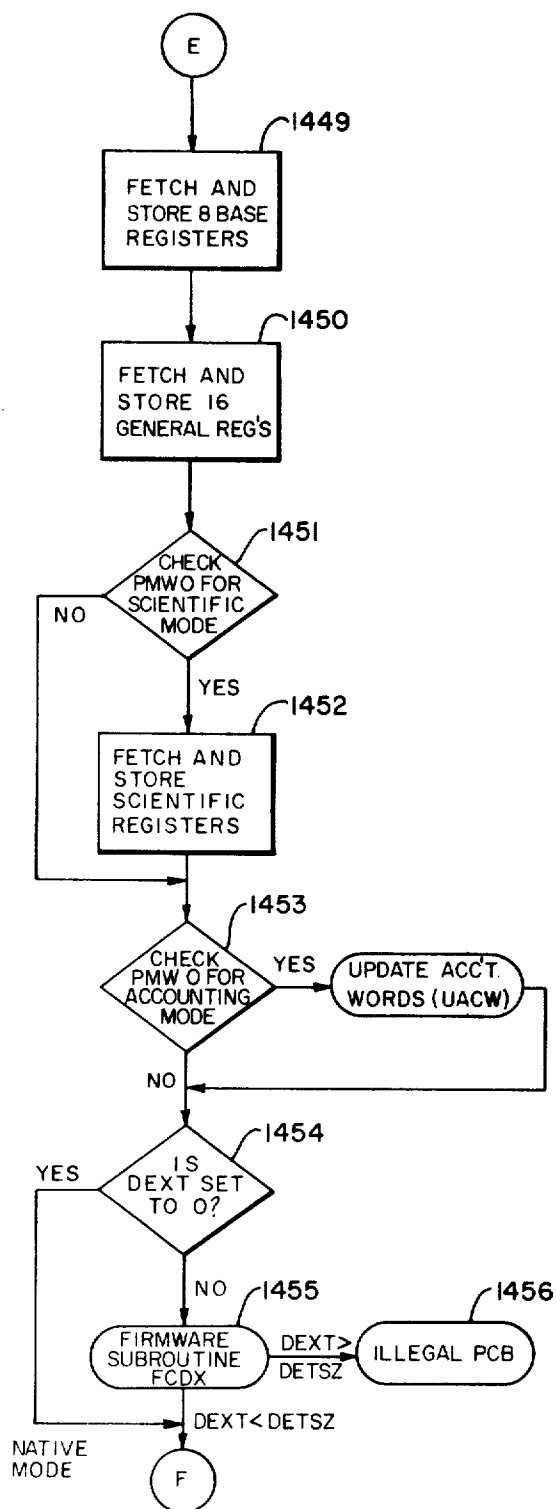 E
1449
FETCH AND
STORE 8 BASE
REGISTERS
1450
FETCH AND
STORE 16
GENERAL REG'S
1451
CHECK
PMWO FOR
SCIENTIFIC
MODE
NO
YES
1452
FETCH AND
STORE
SCIENTIFIC
REGISTERS
1453
CHECK
PMW O FOR
ACCOUNTING
MODE
YES
UPDATE ACC'T.
WORDS (UACW)
NO
1454
IS
DEXT SET
TO 0?
YES
NO
1455
FIRMWARE
SUBROUTINE
FCDX
DEXT>
DETSZ
1456
ILLEGAL PCB
DEXT< DETSZ
NATIVE
MODE
F